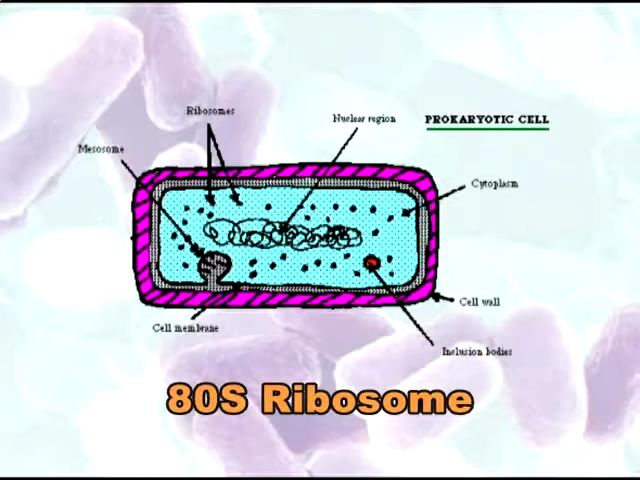 Ribosomes
Nuclear region
PROKARYOTIC CELL
Mesosome
Cytoplasm
Cell wall
Cell membrane
Inclusion bodies
80S Ribosome